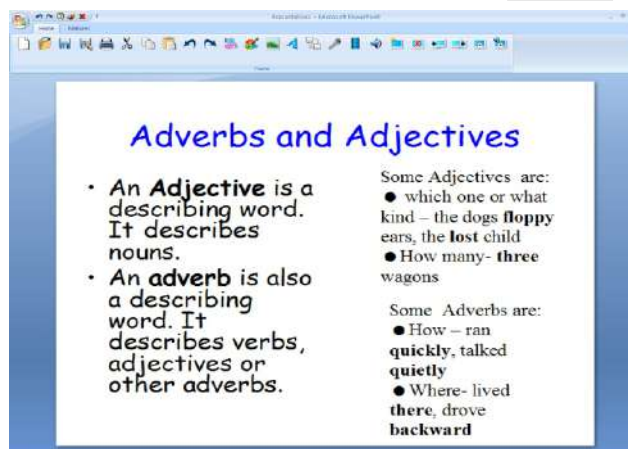 Adverbs and Adjectives
• An Adjective is a
describing word.
It describes
nouns.
• An adverb is also
a describing
word. It
describes verbs,
adjectives or
other adverbs.
Some Adjectives are:
● which one or what
kind – the dogs floppy
ears, the lost child
● How many- three
wagons
Some Adverbs are:
● How – ran
quickly, talked
quietly
● Where- lived
there, drove
backward